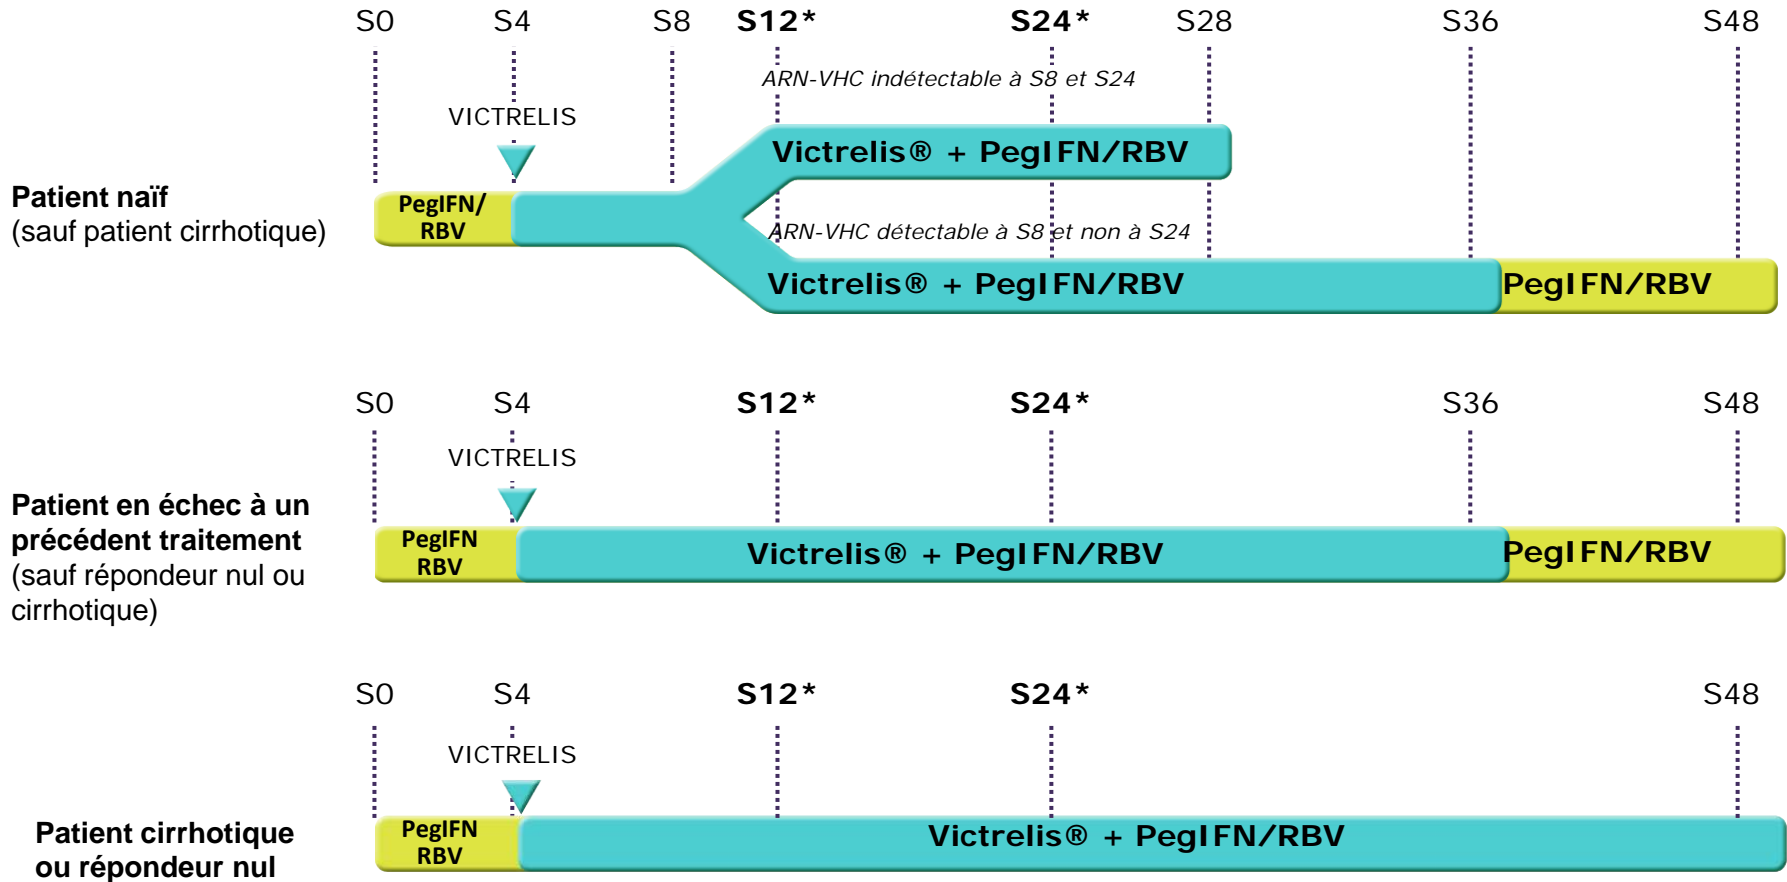 S0 S4 S8 S12* S24* S28 S36 S48
ARN-VHC indétectable à S8 et S24
VICTRELIS
Victrelis® + PegIFN/RBV
Patient naïf
(sauf patient cirrhotique)
PegIFN/
RBV
ARN-VHC détectable à S8 et non à S24
Victrelis® + PegIFN/RBV PegIFN/RBV
S0 S4 S12* S24* S36 S48
VICTRELIS
Patient en échec à un
précédent traitement
(sauf répondeur nul ou
cirrhotique)
PegIFN
RBV
Victrelis® + PegIFN/RBV PegIFN/RBV
S0 S4 S12* S24* S48
VICTRELIS
Patient cirrhotique
ou répondeur nul
PegIFN
RBV
Victrelis® + PegIFN/RBV